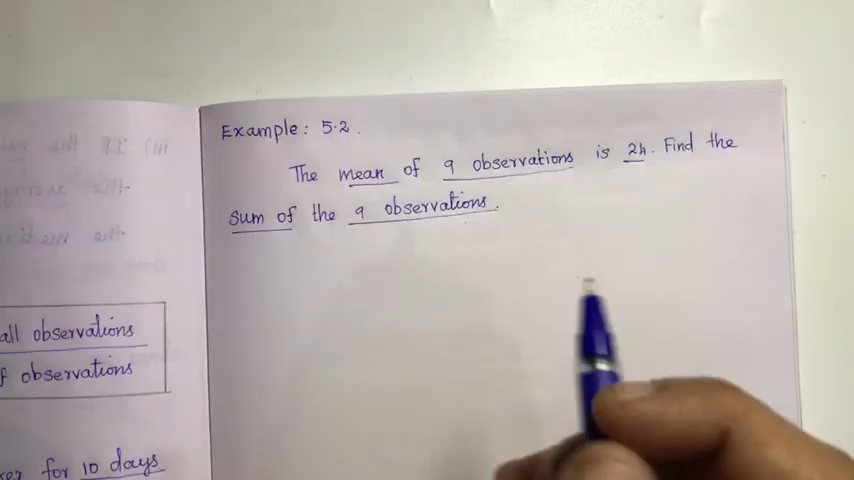 all observations
f observations
for 10 days
Example: 5.2.
The mean of 9 observations is 24. Find the
Sum of the 9 observations.